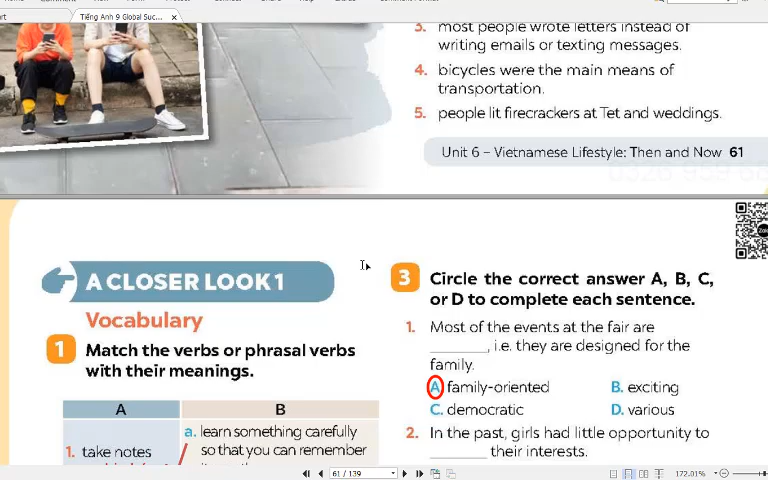 Tiếng Anh 9 Global Suc... ×
3. most people wrote letters instead of
writing emails or texting messages.
4. bicycles were the main means of
transportation.
5. people lit firecrackers at Tet and weddings.
Unit 6 – Vietnamese Lifestyle: Then and Now 61
A CLOSER LOOK 1
Vocabulary
1 Match the verbs or phrasal verbs
with their meanings.
A B
1. take notes
a. learn something carefully
so that you can remember
3 Circle the correct answer A, B, C,
or D to complete each sentence.
1. Most of the events at the fair are
______, i.e. they are designed for the
family.
A family-oriented B. exciting
C. democratic D. various
2. In the past, girls had little opportunity to
______ their interests.
61 / 139
172.01%